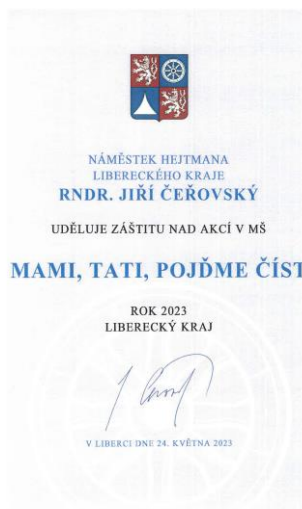 NÁMĚSTEK HEJTMANA
LIBERECKÉHO KRAJE
RNDR. JIŘÍ ČEŘOVSKÝ
UDĚLUJE ZÁŠTITU NAD AKCÍ V MŠ
MAMI, TATI, POJĎME ČÍST
ROK 2023
LIBERECKÝ KRAJ
V LIBERCI DNE 24. KVĚTNA 2023